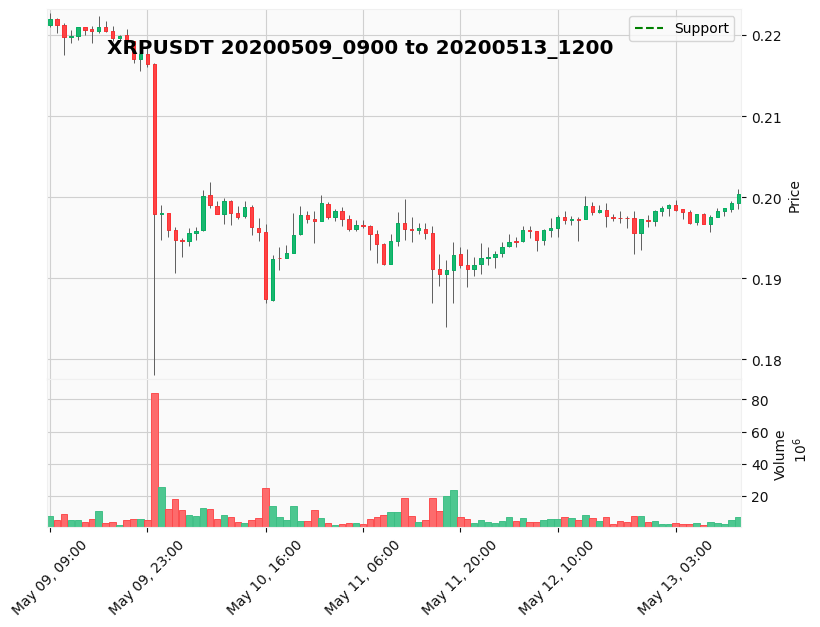 XRPUSDT 20200509_0900 to 20200513_1200
Support
0.22
0.21
0.20
0.19
0.18
Price
80
60
40
20
Volume
10^6
May 09, 09:00
May 09, 23:00
May 10, 16:00
May 11, 06:00
May 11, 20:00
May 12, 10:00
May 13, 03:00